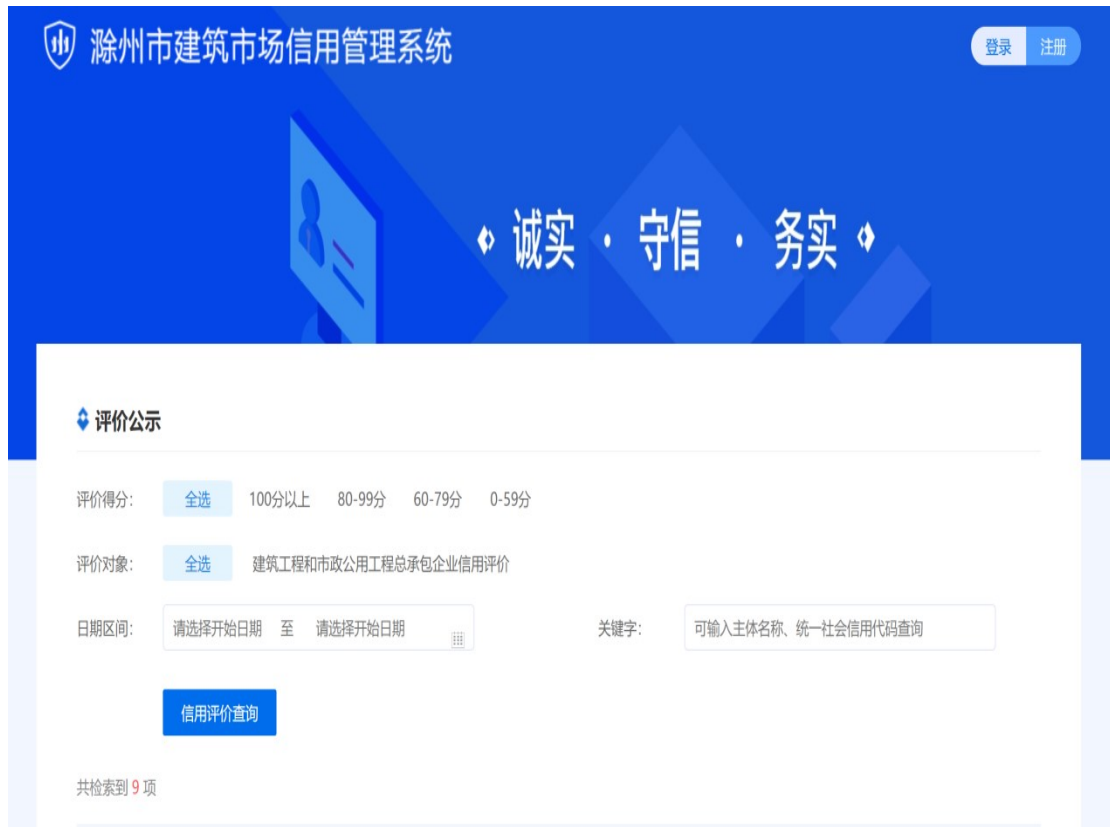 滁州市建筑市场信用管理系统
登录 注册
诚实 · 守信 · 务实
评价公示
评价得分: 全选 100分以上 80-99分 60-79分 0-59分
评价对象: 全选 建筑工程和市政公用工程总承包企业信用评价
日期区间: 请选择开始日期 至 请选择开始日期 关键字: 可输入主体名称、统一社会信用代码查询
信用评价查询
共检索到 9 项